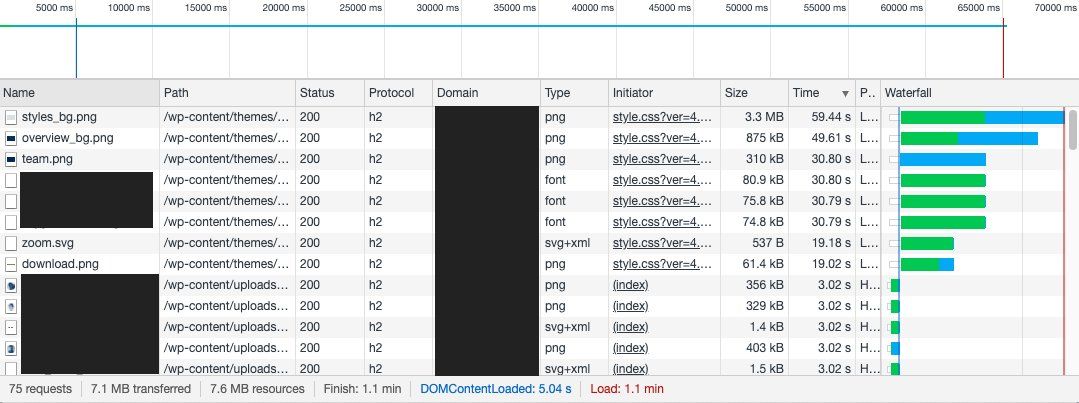 5000 ms 10000 ms 15000 ms 20000 ms 25000 ms 30000 ms 35000 ms 40000 ms 45000 ms 50000 ms 55000 ms 60000 ms 65000 ms 70000 ms
Name Path Status Protocol Domain Type Initiator Size Time ▼ P… Waterfall
styles_bg.png /wp-content/themes/… 200 h2 png style.css?ver=4.… 3.3 MB 59.44 s L…
overview_bg.png /wp-content/themes/… 200 h2 png style.css?ver=4.… 875 kB 49.61 s L…
team.png /wp-content/themes/… 200 h2 png style.css?ver=4.… 310 kB 30.80 s L…
/wp-content/themes/… 200 h2 font style.css?ver=4.… 80.9 kB 30.80 s L…
/wp-content/themes/… 200 h2 font style.css?ver=4.… 75.8 kB 30.79 s L…
/wp-content/themes/… 200 h2 font style.css?ver=4.… 74.8 kB 30.79 s L…
zoom.svg /wp-content/themes/… 200 h2 svg+xml style.css?ver=4.… 537 B 19.18 s L…
download.png /wp-content/themes/… 200 h2 png style.css?ver=4.… 61.4 kB 19.02 s L…
/wp-content/uploads… 200 h2 png (index) 356 kB 3.02 s H…
/wp-content/uploads… 200 h2 png (index) 329 kB 3.02 s H…
/wp-content/uploads… 200 h2 svg+xml (index) 1.4 kB 3.02 s H…
/wp-content/uploads… 200 h2 png (index) 403 kB 3.02 s H…
/wp-content/uploads… 200 h2 svg+xml (index) 1.5 kB 3.02 s H…
75 requests 7.1 MB transferred 7.6 MB resources Finish: 1.1 min DOMContentLoaded: 5.04 s Load: 1.1 min